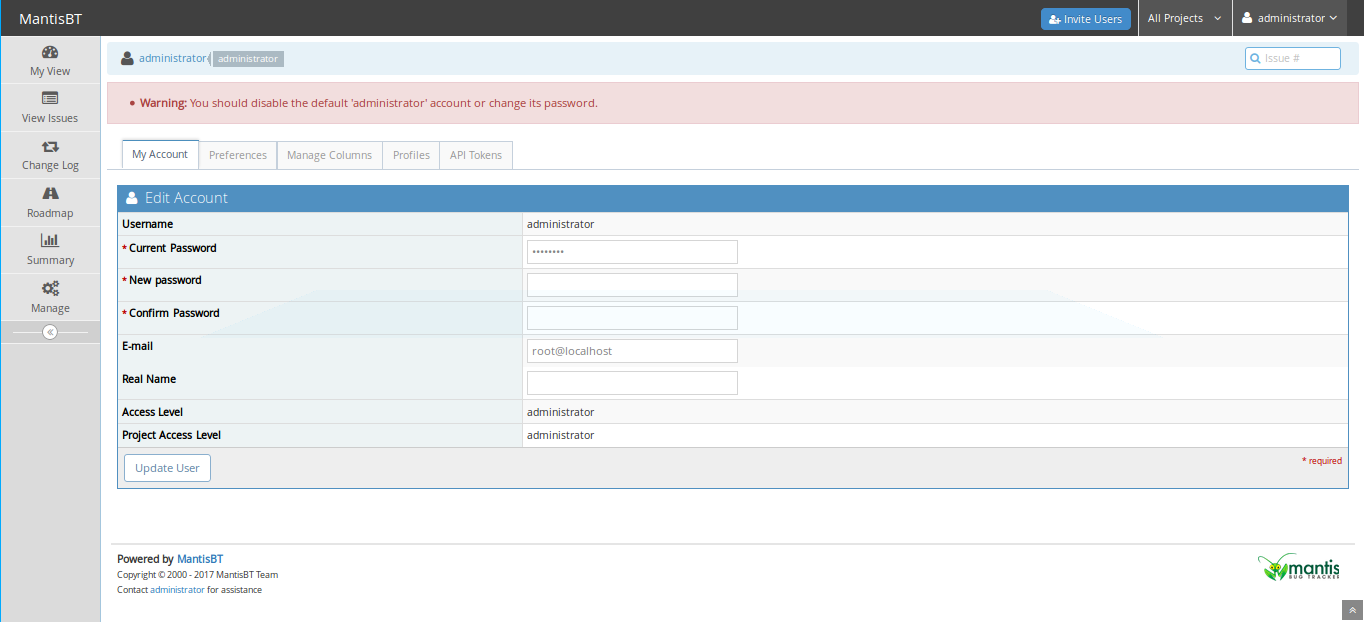 MantisBT
Invite Users
All Projects
administrator
My View
View Issues
Change Log
Roadmap
Summary
Manage
administrator
administrator
Issue #
Warning: You should disable the default 'administrator' account or change its password.
My Account
Preferences
Manage Columns
Profiles
API Tokens
Edit Account
Username
administrator
* Current Password
••••••••
* New password
* Confirm Password
E-mail
root@localhost
Real Name
Access Level
administrator
Project Access Level
administrator
Update User
* required
Powered by MantisBT
Copyright © 2000 - 2017 MantisBT Team
Contact administrator for assistance
mantis
BUG TRACKER